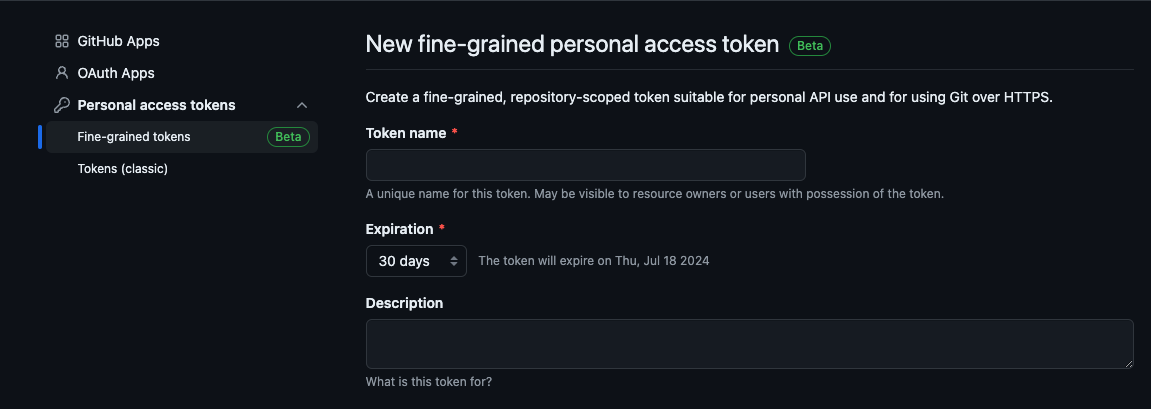 GitHub Apps
OAuth Apps
Personal access tokens
Fine-grained tokens Beta
Tokens (classic)
New fine-grained personal access token Beta
Create a fine-grained, repository-scoped token suitable for personal API use and for using Git over HTTPS.
Token name *
A unique name for this token. May be visible to resource owners or users with possession of the token.
Expiration *
30 days The token will expire on Thu, Jul 18 2024
Description
What is this token for?